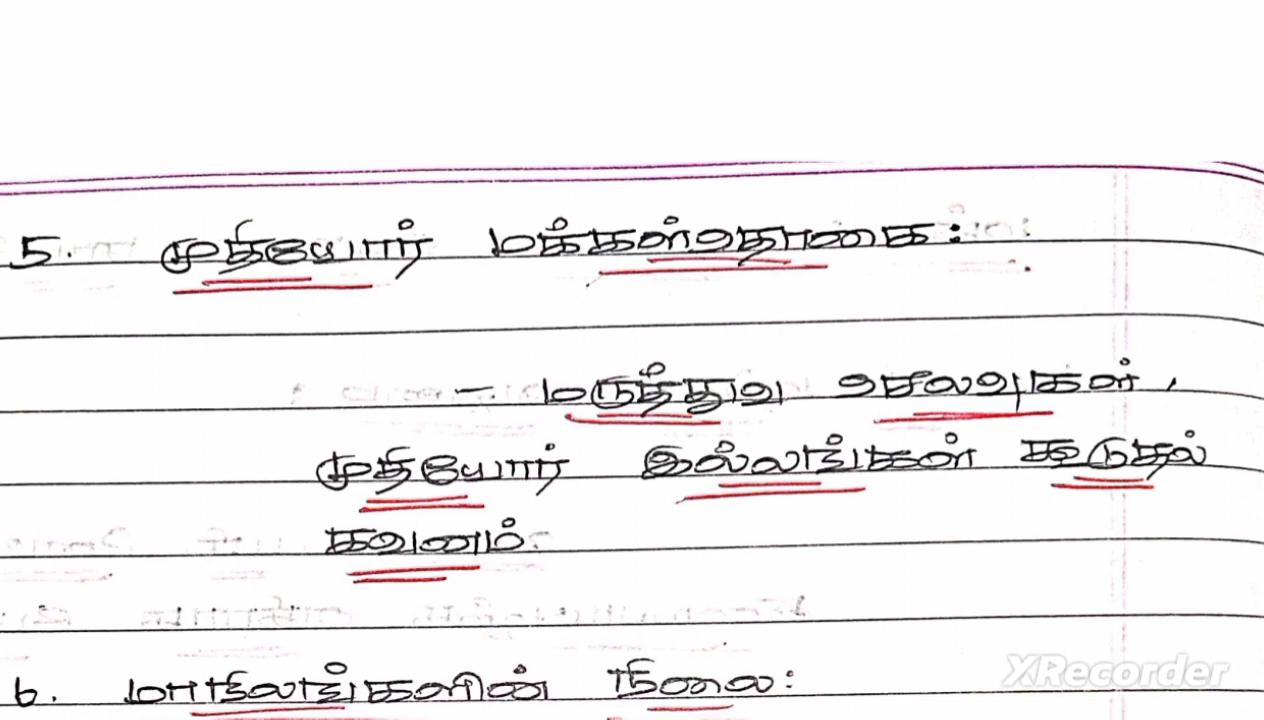 5. முதியோர் மக்கள்தொகை:
- மருத்துவ செலவுகள்,
முதியோர் இல்லங்கள் கூடுதல்
கவனம்.
6. மாநிலங்களின் நிலை:
XRecorder